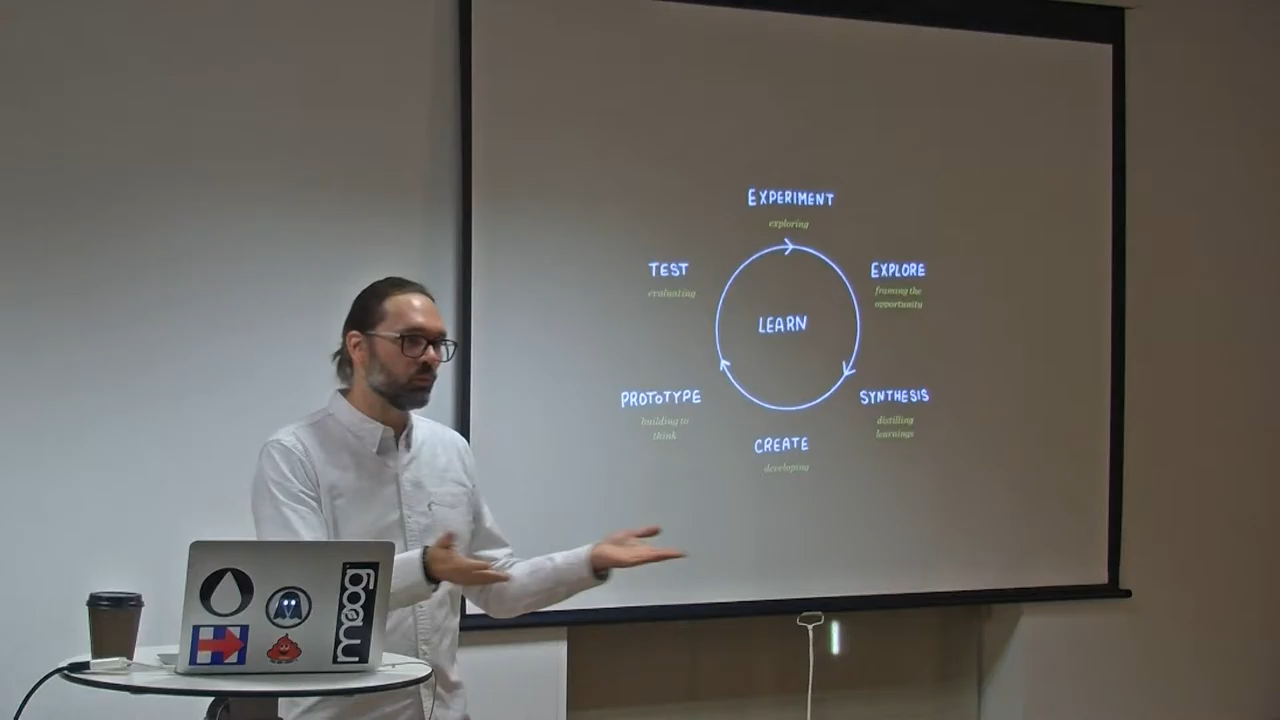 EXPERIMENT
exploring
TEST
evaluating
EXPLORE
framing the
opportunity
LEARN
PROTOTYPE
building to
think
SYNTHESIS
distilling
learnings
CREATE
developing
moog